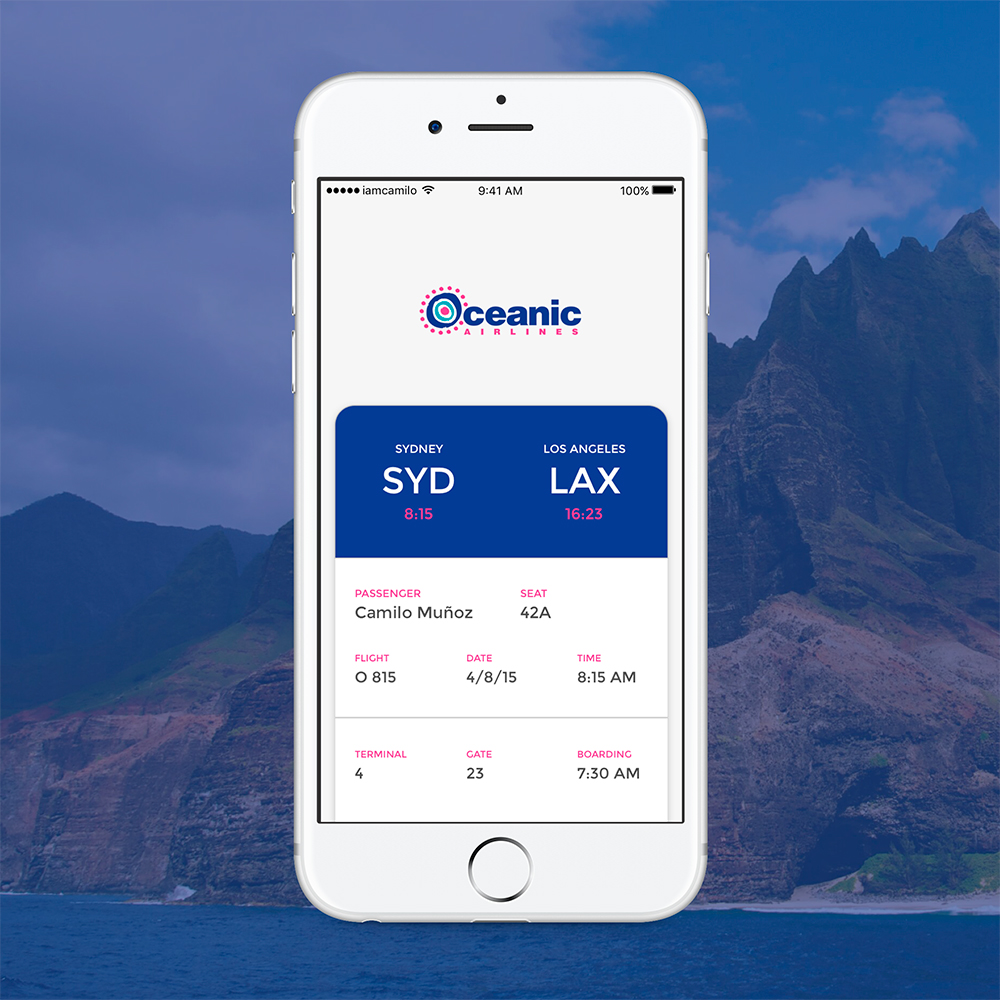 iamcamilo 9:41 AM 100%
Oceanic
AIRLINES
SYDNEY LOS ANGELES
SYD LAX
8:15 16:23
PASSENGER SEAT
Camilo Muñoz 42A
FLIGHT DATE TIME
O 815 4/8/15 8:15 AM
TERMINAL GATE BOARDING
4 23 7:30 AM